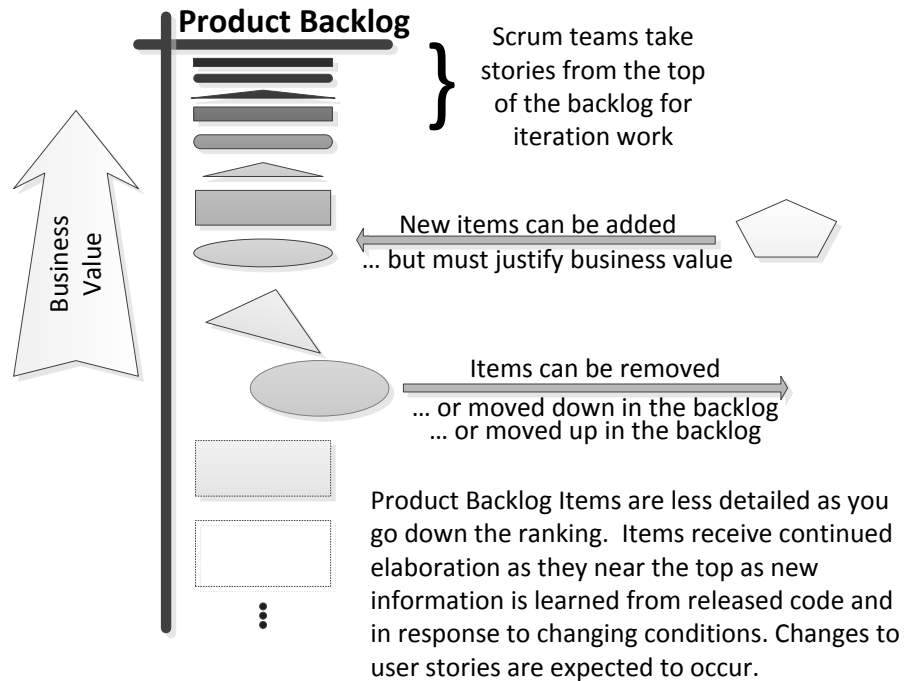 Product Backlog
Scrum teams take
stories from the top
of the backlog for
iteration work
Business
Value
New items can be added
... but must justify business value
Items can be removed
... or moved down in the backlog
... or moved up in the backlog
Product Backlog Items are less detailed as you
go down the ranking.  Items receive continued
elaboration as they near the top as new
information is learned from released code and
in response to changing conditions. Changes to
user stories are expected to occur.